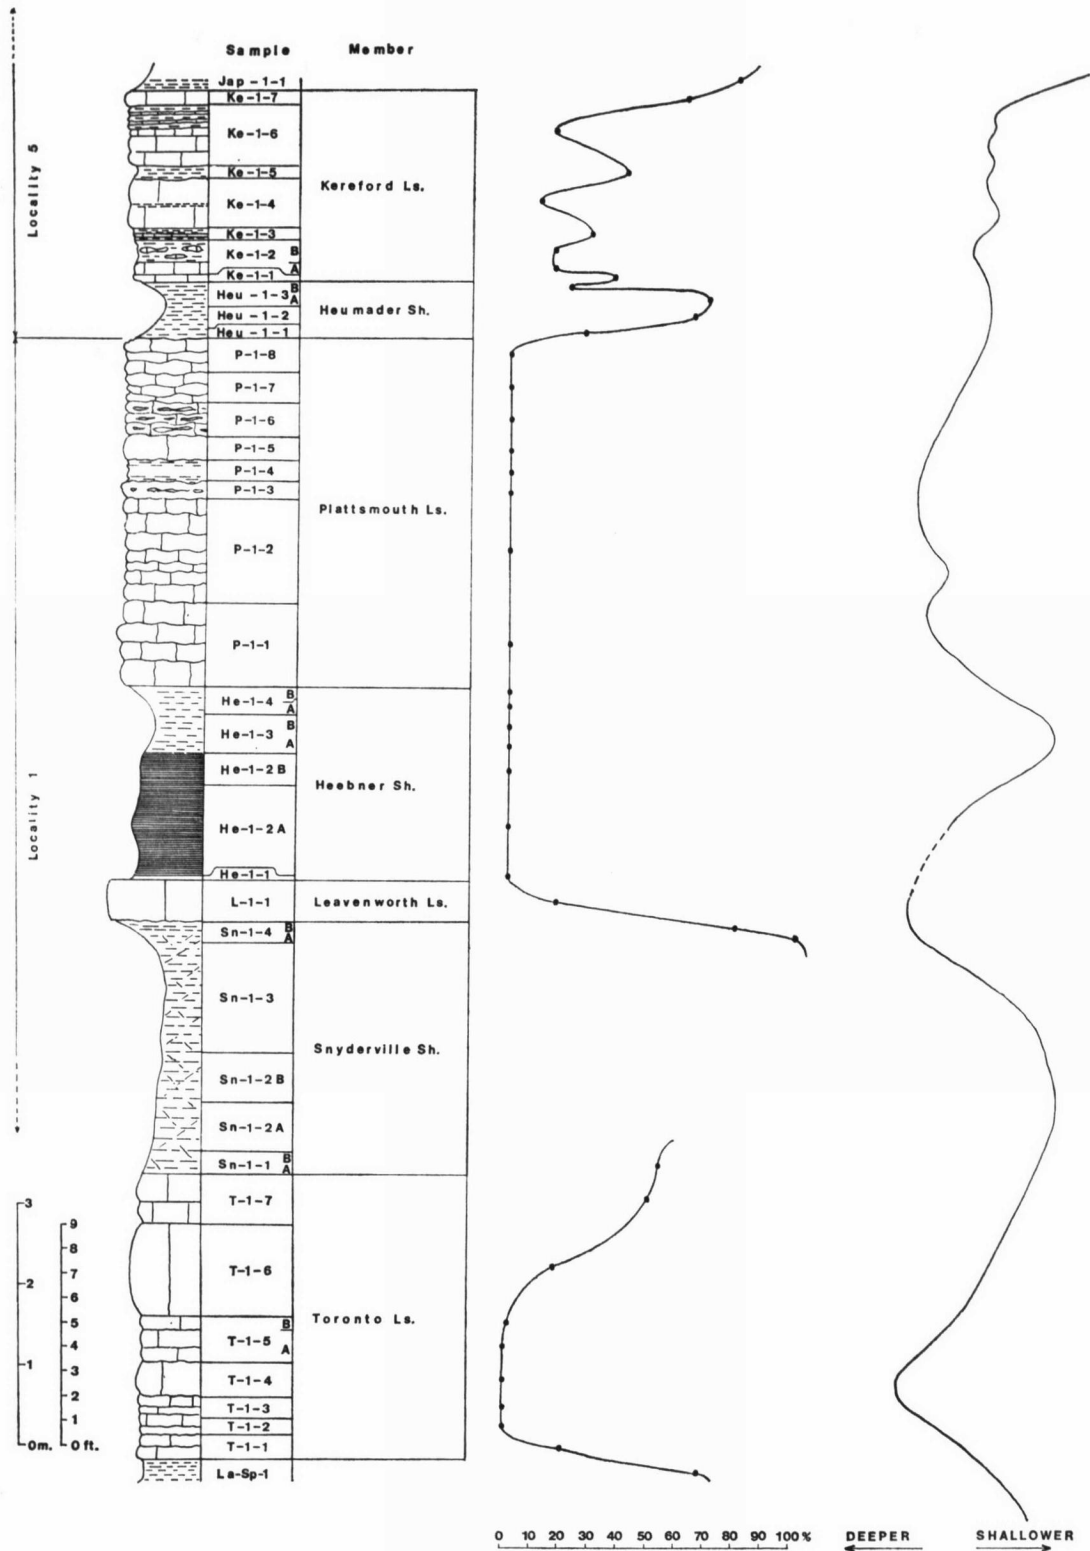 Sample Member
Jap - 1-1
Ke-1-7
Ke-1-6
Ke-1-5
Ke-1-4
Ke-1-3
Ke-1-2 B
A
Ke-1-1
Kereford Ls.
Heu - 1-3 B
A
Heu - 1-2
Heu - 1-1
Heumader Sh.
Locality 5
P-1-8
P-1-7
P-1-6
P-1-5
P-1-4
P-1-3
P-1-2
P-1-1
Plattsmouth Ls.
He-1-4 B
A
He-1-3 B
A
He-1-2 B
He-1-2 A
He-1-1
Heebner Sh.
Locality 1
L-1-1
Leavenworth Ls.
Sn-1-4 B
A
Sn-1-3
Sn-1-2 B
Sn-1-2A
Sn-1-1 B
A
Snyderville Sh.
T-1-7
T-1-6
T-1-5 B
A
T-1-4
T-1-3
T-1-2
T-1-1
Toronto Ls.
La-Sp-1
3
2
1
0m.
9
8
7
6
5
4
3
2
1
0 ft.
0 10 20 30 40 50 60 70 80 90 100%
DEEPER SHALLOWER